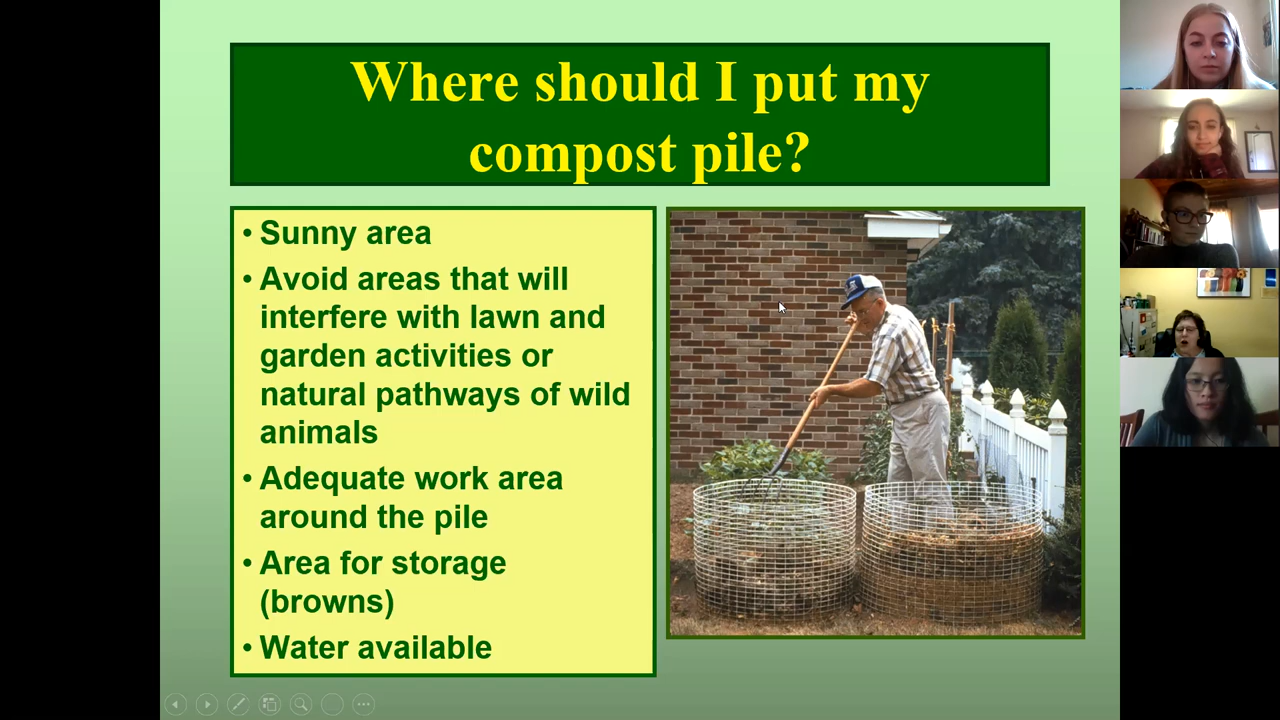 Where should I put my
compost pile?
• Sunny area
• Avoid areas that will
interfere with lawn and
garden activities or
natural pathways of wild
animals
• Adequate work area
around the pile
• Area for storage
(browns)
• Water available